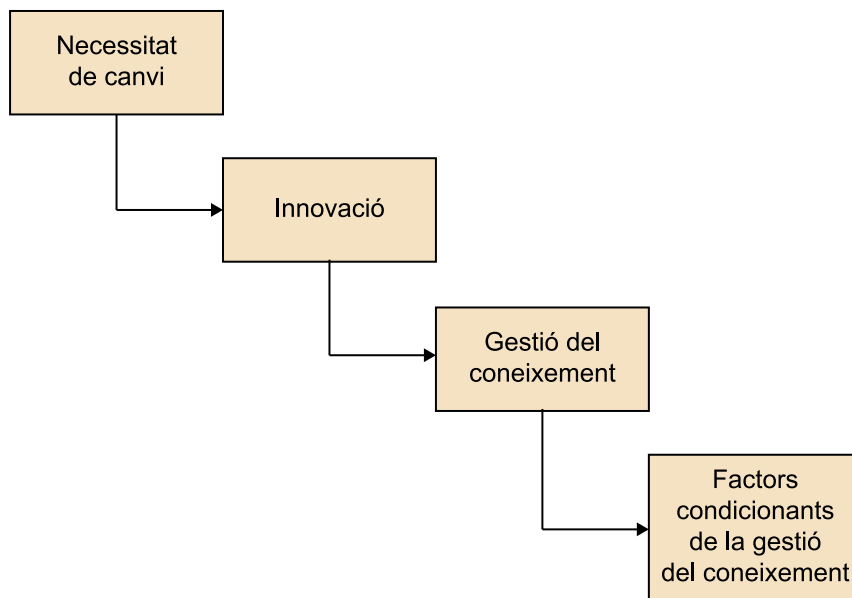 Necessitat
de canvi
Innovació
Gestió del
coneixement
Factors
condicionants
de la gestió
del coneixement